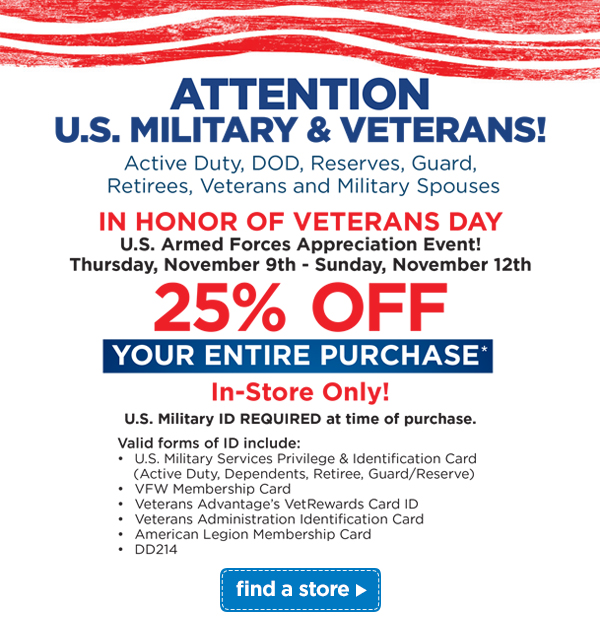 ATTENTION
U.S. MILITARY & VETERANS!
Active Duty, DOD, Reserves, Guard,
Retirees, Veterans and Military Spouses
IN HONOR OF VETERANS DAY
U.S. Armed Forces Appreciation Event!
Thursday, November 9th - Sunday, November 12th
25% OFF
YOUR ENTIRE PURCHASE*
In-Store Only!
U.S. Military ID REQUIRED at time of purchase.
Valid forms of ID include:
• U.S. Military Services Privilege & Identification Card
(Active Duty, Dependents, Retiree, Guard/Reserve)
• VFW Membership Card
• Veterans Advantage's VetRewards Card ID
• Veterans Administration Identification Card
• American Legion Membership Card
• DD214
find a store ▶